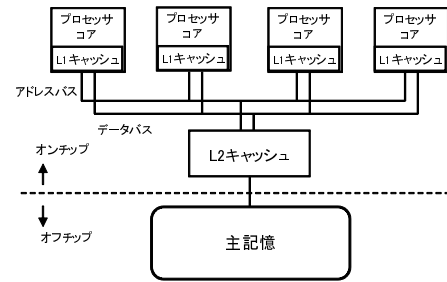 プロセッサ
コア
L1キャッシュ
プロセッサ
コア
L1キャッシュ
プロセッサ
コア
L1キャッシュ
プロセッサ
コア
L1キャッシュ
アドレスバス
データバス
オンチップ
L2キャッシュ
オフチップ
主記憶